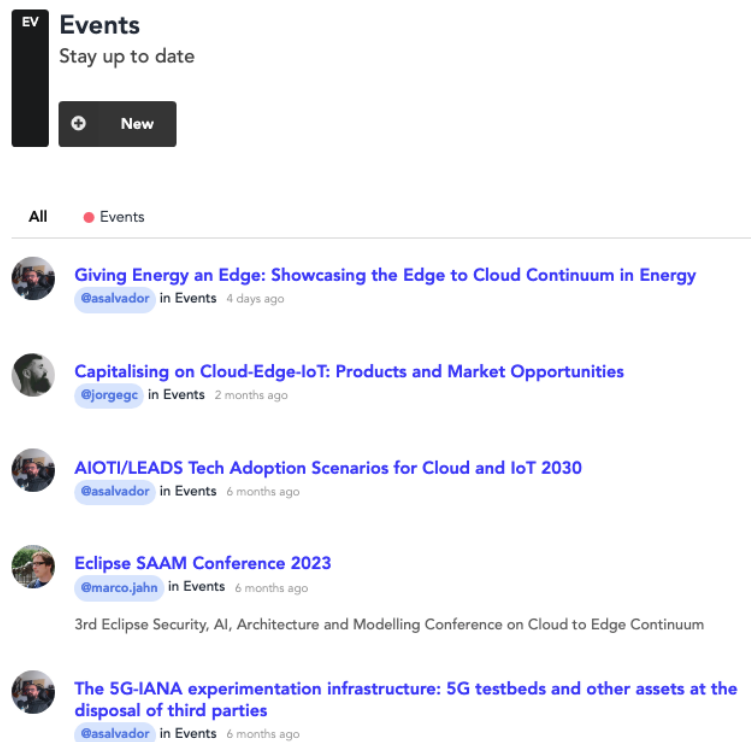 EV
Events
Stay up to date
New
All
Events
Giving Energy an Edge: Showcasing the Edge to Cloud Continuum in Energy
@asalvador in Events 4 days ago
Capitalising on Cloud-Edge-IoT: Products and Market Opportunities
@jorgegc in Events 2 months ago
AIOTI/LEADS Tech Adoption Scenarios for Cloud and IoT 2030
@asalvador in Events 6 months ago
Eclipse SAAM Conference 2023
@marco.jahn in Events 6 months ago
3rd Eclipse Security, AI, Architecture and Modelling Conference on Cloud to Edge Continuum
The 5G-IANA experimentation infrastructure: 5G testbeds and other assets at the
disposal of third parties
@asalvador in Events 6 months ago